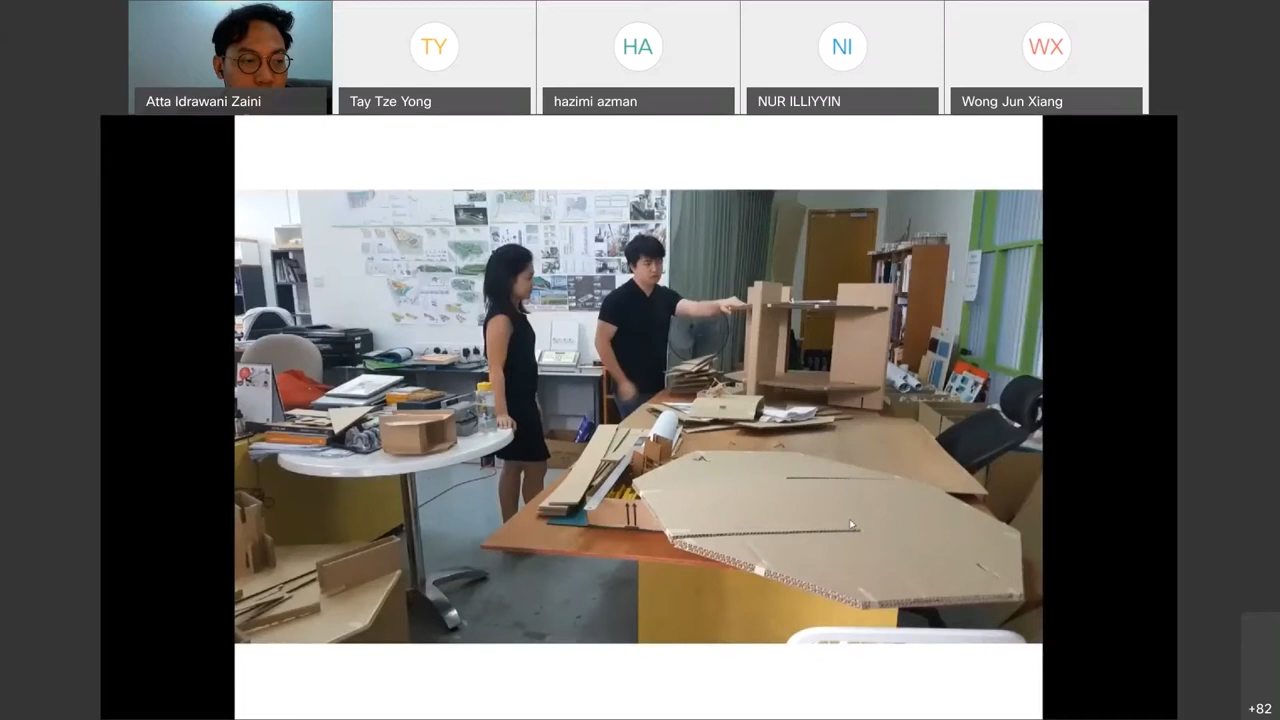 TY
HA
NI
WX
Atta Idrawani Zaini
Tay Tze Yong
hazimi azman
NUR ILLIYYIN
Wong Jun Xiang
+82